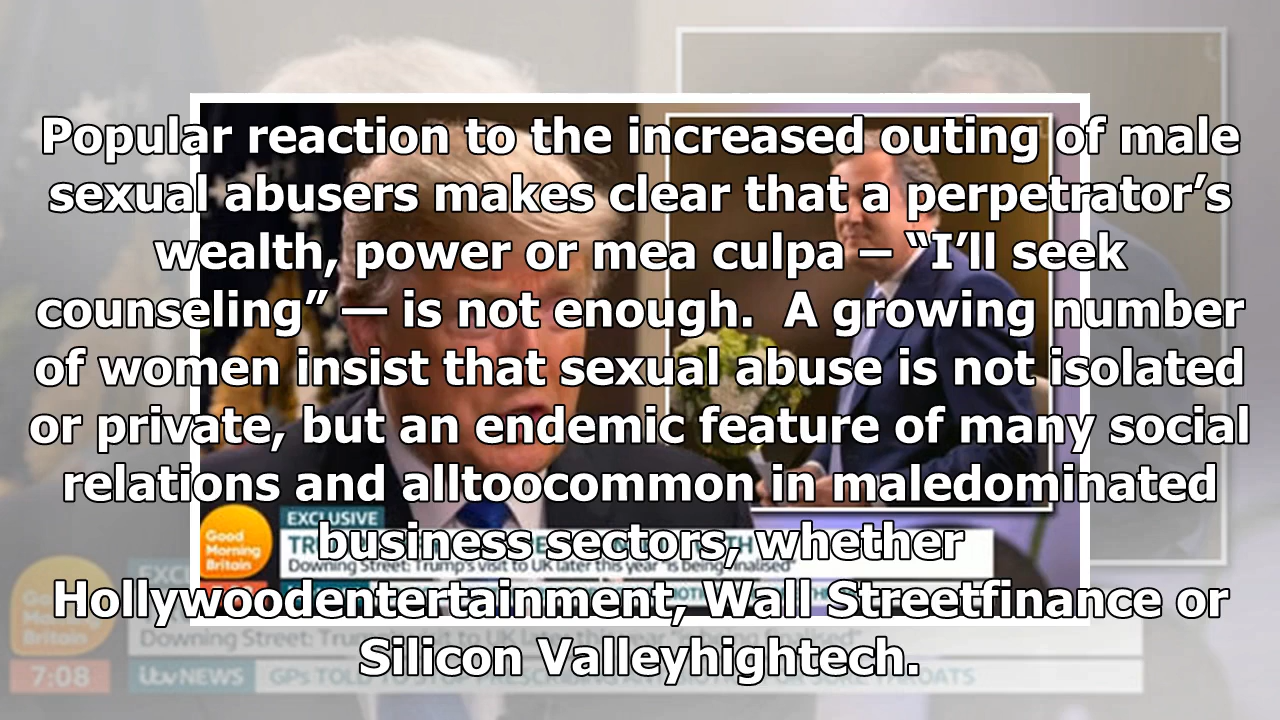 Popular reaction to the increased outing of male
sexual abusers makes clear that a perpetrator’s
wealth, power or mea culpa – “I’ll seek
counseling” — is not enough.  A growing number
of women insist that sexual abuse is not isolated
or private, but an endemic feature of many social
relations and alltoocommon in maledominated
business sectors, whether
Hollywoodentertainment, Wall Streetfinance or
Silicon Valleyhightech.
EXCLUSIVE
Good
Morning
Britain
Downing Street: Trump's visit to UK later this year "is being finalised"
7:08
itv NEWS
GPs TOLD
THROATS